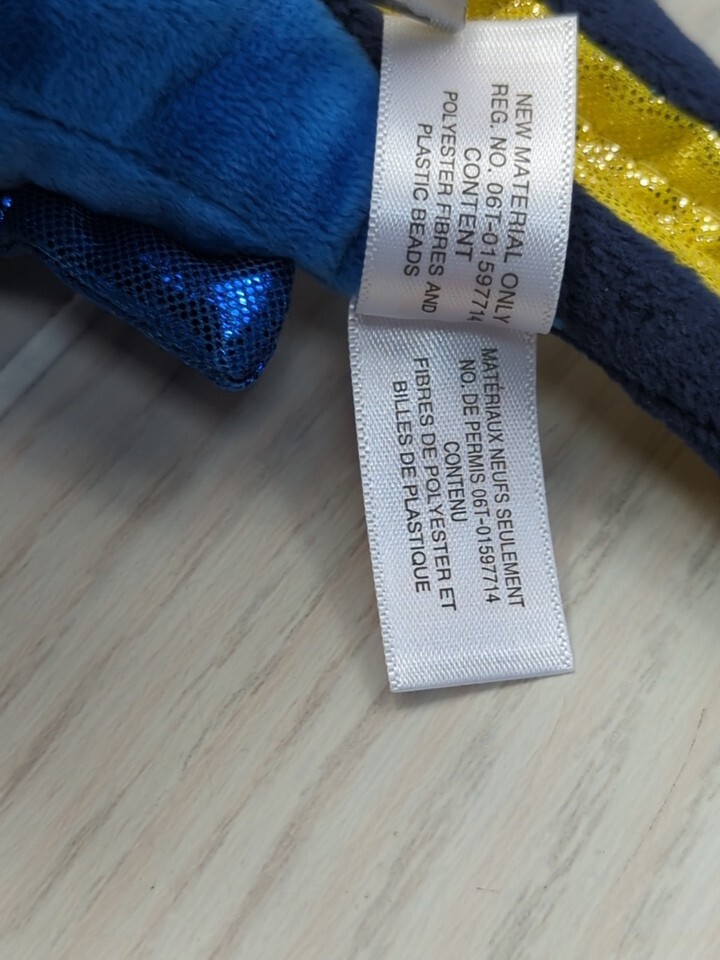 NEW MATERIAL ONLY
REG. NO. 06T-01597714
CONTENT
POLYESTER FIBRES AND
PLASTIC BEADS
MATÉRIAUX NEUFS SEULEMENT
NO. DE PERMIS 06T-01597714
CONTENU
FIBRES DE POLYESTER ET
BILLES DE PLASTIQUE